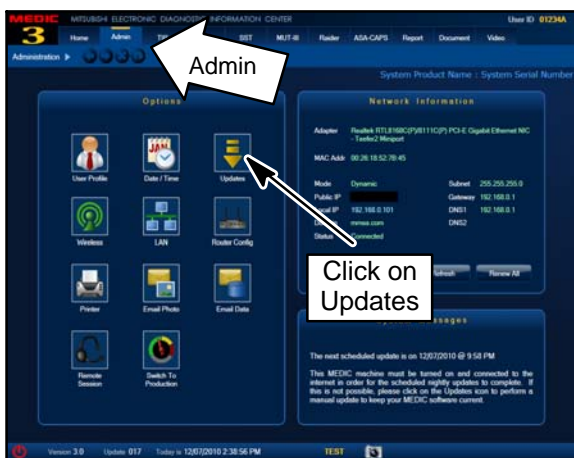 MEDIC MITSUBISHI ELECTRONIC DIAGNOSTIC INFORMATION CENTER User ID 01234A
3 Home Admin SST MUT-III Raider ASA-CAPS Report Document Video
Administration
Admin
System Product Name : System Serial Number
Options
Network Information
Adapter Realtek RTL8168C(P)/8111C(P) PCI-E Gigabit Ethernet NIC
- Teefer2 Miniport
MAC Addr 00:26:18:52:7B:45
User Profile Date / Time Updates
Mode Dynamic Subnet 255.255.255.0
Public IP Gateway 192.168.0.1
Local IP 192.168.0.101 DNS1 192.168.0.1
mmsa.com DNS2
Status Connected
Wireless LAN Router Config
Click on
Updates
Refresh Renew All
Printer Email Photo Email Data
The next scheduled update is on 12/07/2010 @ 9:58 PM
This MEDIC machine must be turned on and connected to the
internet in order for the scheduled nightly updates to complete. If
this is not possible, please click on the Updates icon to perform a
manual update to keep your MEDIC software current.
Remote
Session
Switch To
Production
Version 3.0 Update 017 Today is 12/07/2010 2:38:56 PM TEST